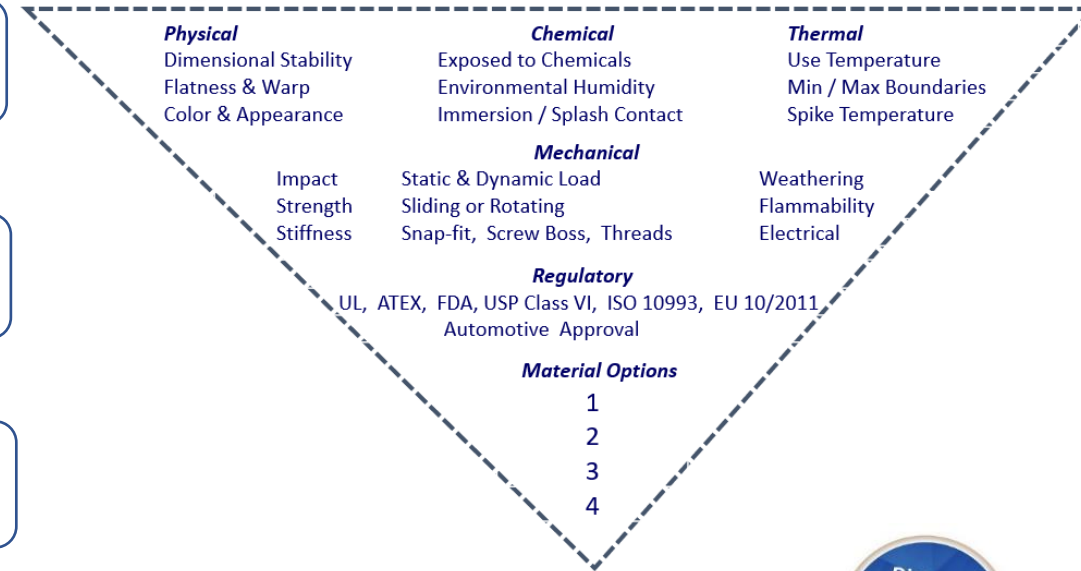 Physical Chemical Thermal
Dimensional Stability Exposed to Chemicals Use Temperature
Flatness & Warp Environmental Humidity Min / Max Boundaries
Color & Appearance Immersion / Splash Contact Spike Temperature
Mechanical
Impact Static & Dynamic Load Weathering
Strength Sliding or Rotating Flammability
Stiffness Snap-fit, Screw Boss, Threads Electrical
Regulatory
UL, ATEX, FDA, USP Class VI, ISO 10993, EU 10/2011
Automotive Approval
Material Options
1
2
3
4